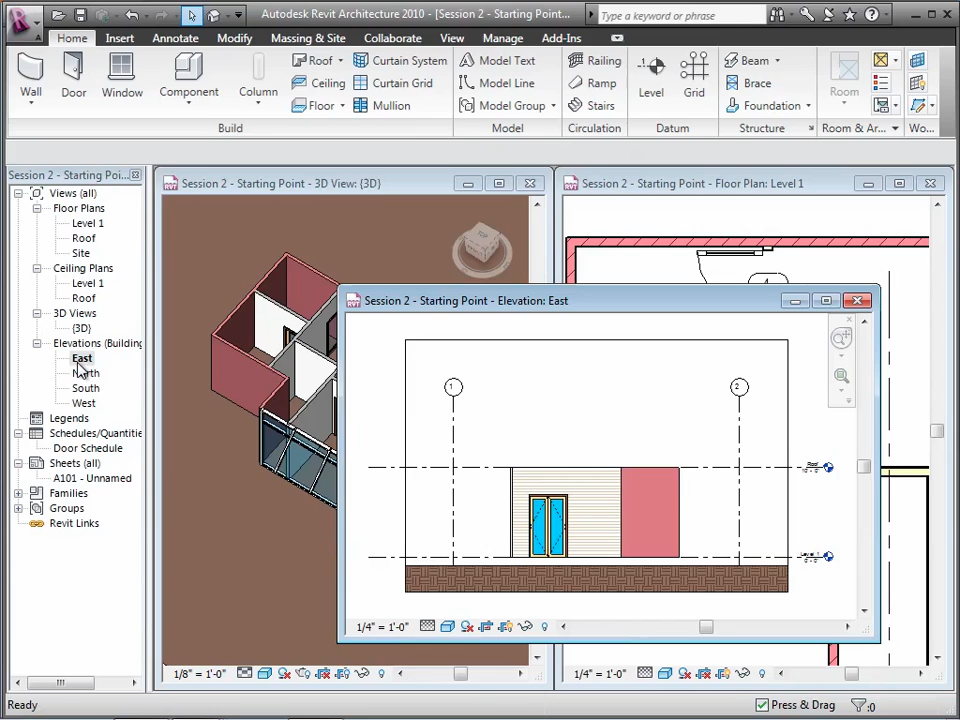 Autodesk Revit Architecture 2010 - [Session 2 - Starting Point...
Type a keyword or phrase
Home
Insert
Annotate
Modify
Massing & Site
Collaborate
View
Manage
Add-Ins
Wall
Door
Window
Component
Column
Roof
Ceiling
Floor
Curtain System
Curtain Grid
Mullion
Model Text
Model Line
Model Group
Railing
Ramp
Stairs
Level
Grid
Beam
Brace
Foundation
Room
Build
Model
Circulation
Datum
Structure
Room & Ar...
Wo...
Session 2 - Starting Poi...
Views (all)
Floor Plans
Level 1
Roof
Site
Ceiling Plans
Level 1
Roof
3D Views
{3D}
Elevations (Building
East
North
South
West
Legends
Schedules/Quantitie
Door Schedule
Sheets (all)
A101 - Unnamed
Families
Groups
Revit Links
Session 2 - Starting Point - 3D View: {3D}
1/8" = 1'-0"
Session 2 - Starting Point - Floor Plan: Level 1
1/4" = 1'-0"
Session 2 - Starting Point - Elevation: East
1
2
Roof
Level 1
1/4" = 1'-0"
Ready
Press & Drag
:0